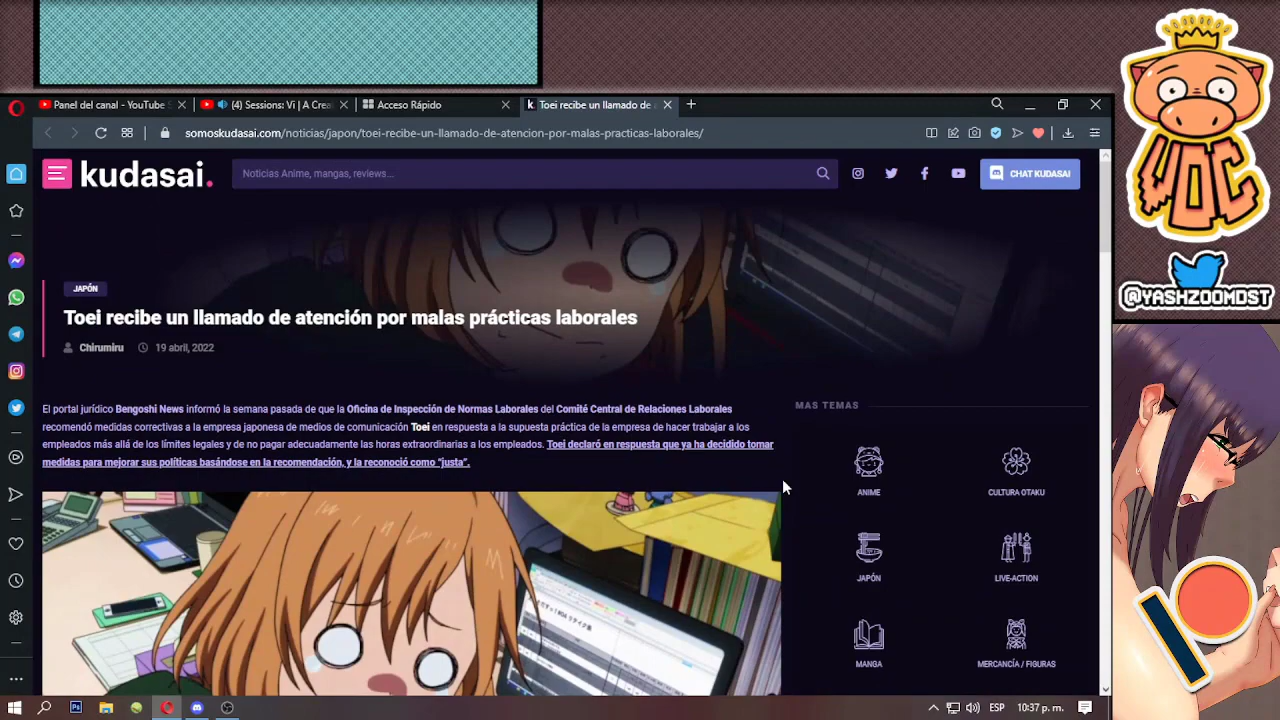 Panel del canal - YouTube S
(4) Sessions: Vi | A Crea
Acceso Rápido
Toei recibe un llamado de
somoskudasai.com/noticias/japon/toei-recibe-un-llamado-de-atencion-por-malas-practicas-laborales/
kudasai.
Noticias Anime, mangas, reviews...
CHAT KUDASAI
JAPÓN
Toei recibe un llamado de atención por malas prácticas laborales
Chirumiru 19 abril, 2022
El portal jurídico Bengoshi News informó la semana pasada de que la Oficina de Inspección de Normas Laborales del Comité Central de Relaciones Laborales
recomendó medidas correctivas a la empresa japonesa de medios de comunicación Toei en respuesta a la supuesta práctica de la empresa de hacer trabajar a los
empleados más allá de los límites legales y de no pagar adecuadamente las horas extraordinarias a los empleados. Toei declaró en respuesta que ya ha decidido tomar
medidas para mejorar sus políticas basándose en la recomendación, y la reconoció como “justa”.
MAS TEMAS
ANIME
CULTURA OTAKU
JAPÓN
LIVE-ACTION
MANGA
MERCANCÍA / FIGURAS
WOC
@YASHZOOMDST
ESP
10:37 p. m.